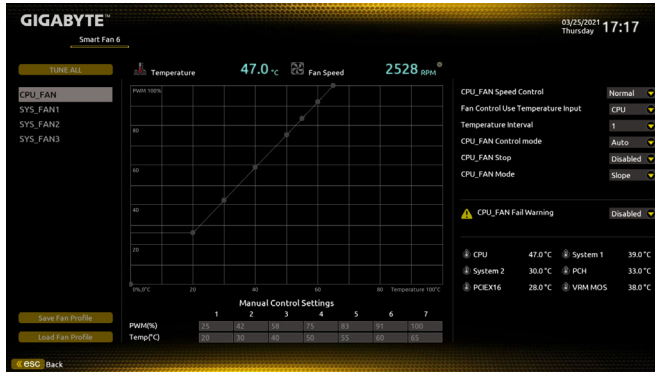 GIGABYTE™
03/25/2021 17:17
Thursday
Smart Fan 6
TUNE ALL
Temperature 47.0 °C Fan Speed 2528 RPM
CPU_FAN
SYS_FAN1
SYS_FAN2
SYS_FAN3
PWM 100%
80
60
40
20
0%,0°C 20 40 60 80 Temperature 100°C
CPU_FAN Speed Control Normal
Fan Control Use Temperature Input CPU
Temperature Interval 1
CPU_FAN Control mode Auto
CPU_FAN Stop Disabled
CPU_FAN Mode Slope
CPU_FAN Fail Warning Disabled
CPU 47.0°C System 1 39.0°C
System 2 30.0°C PCH 33.0°C
PCIEX16 28.0°C VRM MOS 38.0°C
Manual Control Settings
1 2 3 4 5 6 7
PWM(%) 25 42 58 75 83 91 100
Temp(°C) 20 30 40 50 55 60 65
Save Fan Profile
Load Fan Profile
esc Back